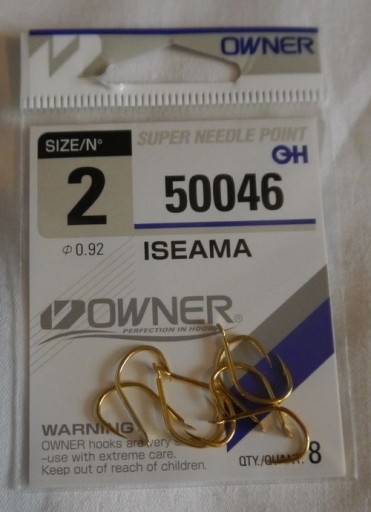 OWNER
SIZE/N°
SUPER NEEDLE POINT
2
50046
Φ 0.92
ISEAMA
OWNER®
PERFECTION IN HOOKS
WARNING
OWNER hooks are very
-use with extreme care.
Keep out of reach of children.
QTY./QUANT. 8